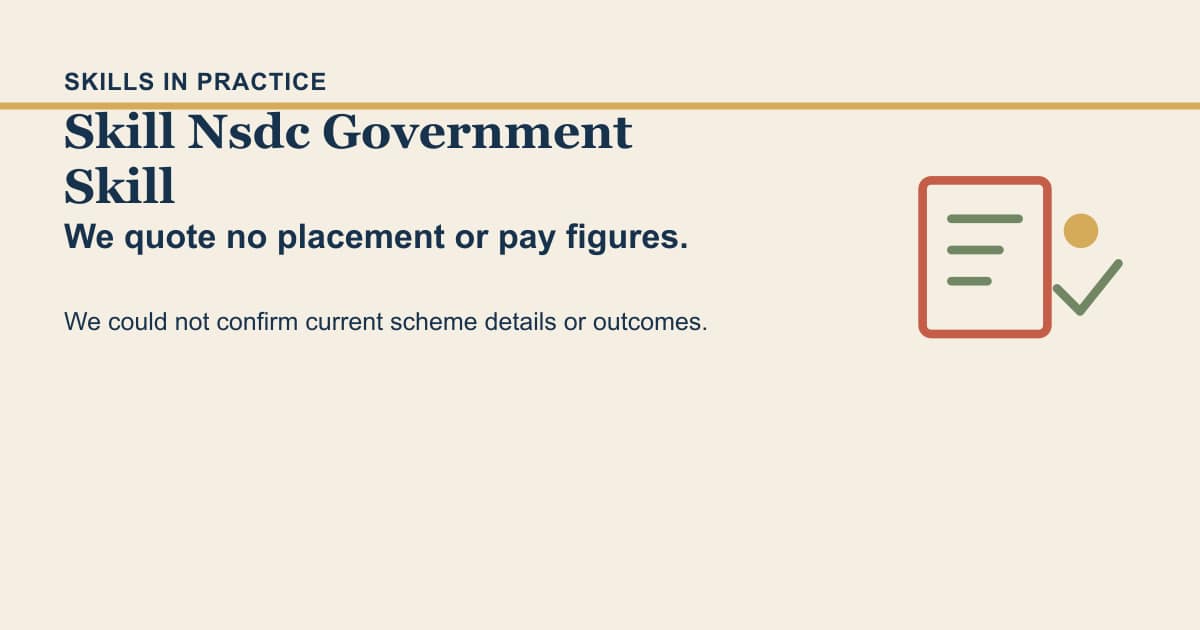 SKILLS IN PRACTICE
Skill Nsdc Government
Skill
We quote no placement or pay figures.
We could not confirm current scheme details or outcomes.